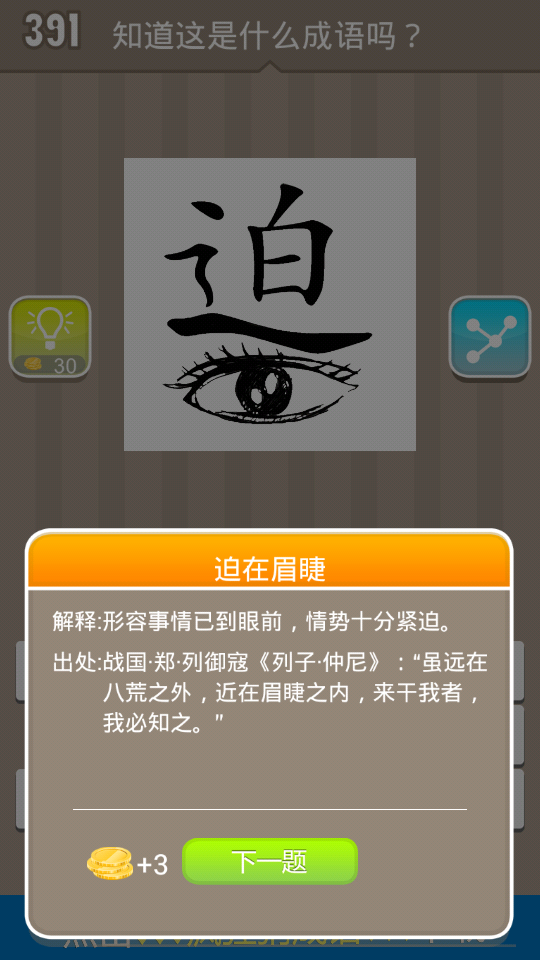 391 知道这是什么成语吗？
迫
30
迫在眉睫
解释:形容事情已到眼前，情势十分紧迫。
出处:战国·郑·列御寇《列子·仲尼》：“虽远在
八荒之外，近在眉睫之内，来干我者，
我必知之。”
+3 下一题